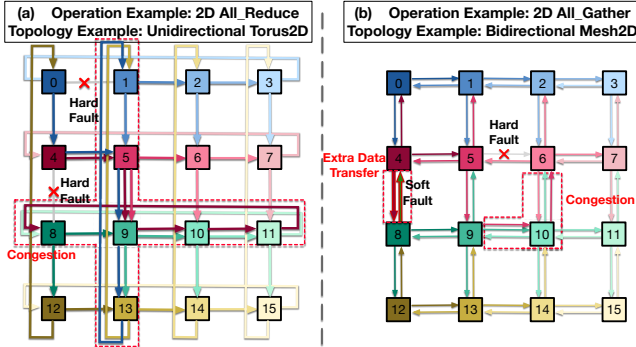 (a) Operation Example: 2D All_Reduce
Topology Example: Unidirectional Torus2D
0 1 2 3
Hard
Fault
4 5 6 7
Hard
Fault
8 9 10 11
Congestion
12 13 14 15
(b) Operation Example: 2D All_Gather
Topology Example: Bidirectional Mesh2D
0 1 2 3
Hard
Fault
4 5 6 7
Extra Data
Transfer
Soft
Fault
Congestion
8 9 10 11
12 13 14 15